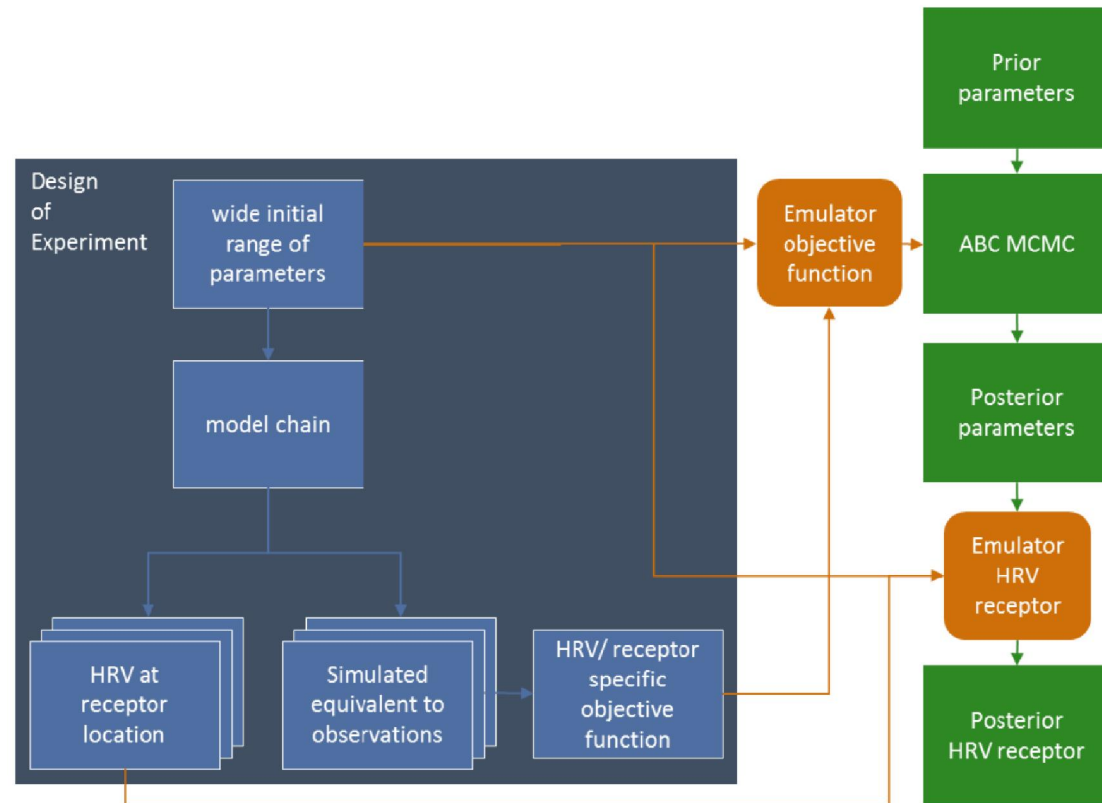 Prior
parameters
Design
of
Experiment
wide initial
range of
parameters
Emulator
objective
function
ABC MCMC
model chain
Posterior
parameters
Emulator
HRV
receptor
HRV at
receptor
location
Simulated
equivalent to
observations
HRV/ receptor
specific
objective
function
Posterior
HRV receptor